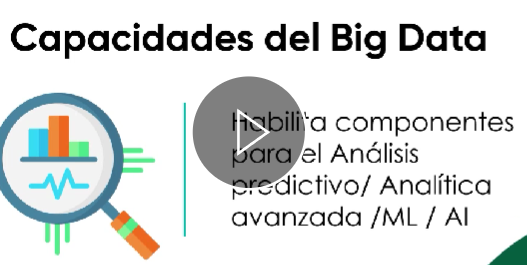 Capacidades del Big Data
Habilita componentes
para el Análisis
predictivo/ Analítica
avanzada /ML / AI